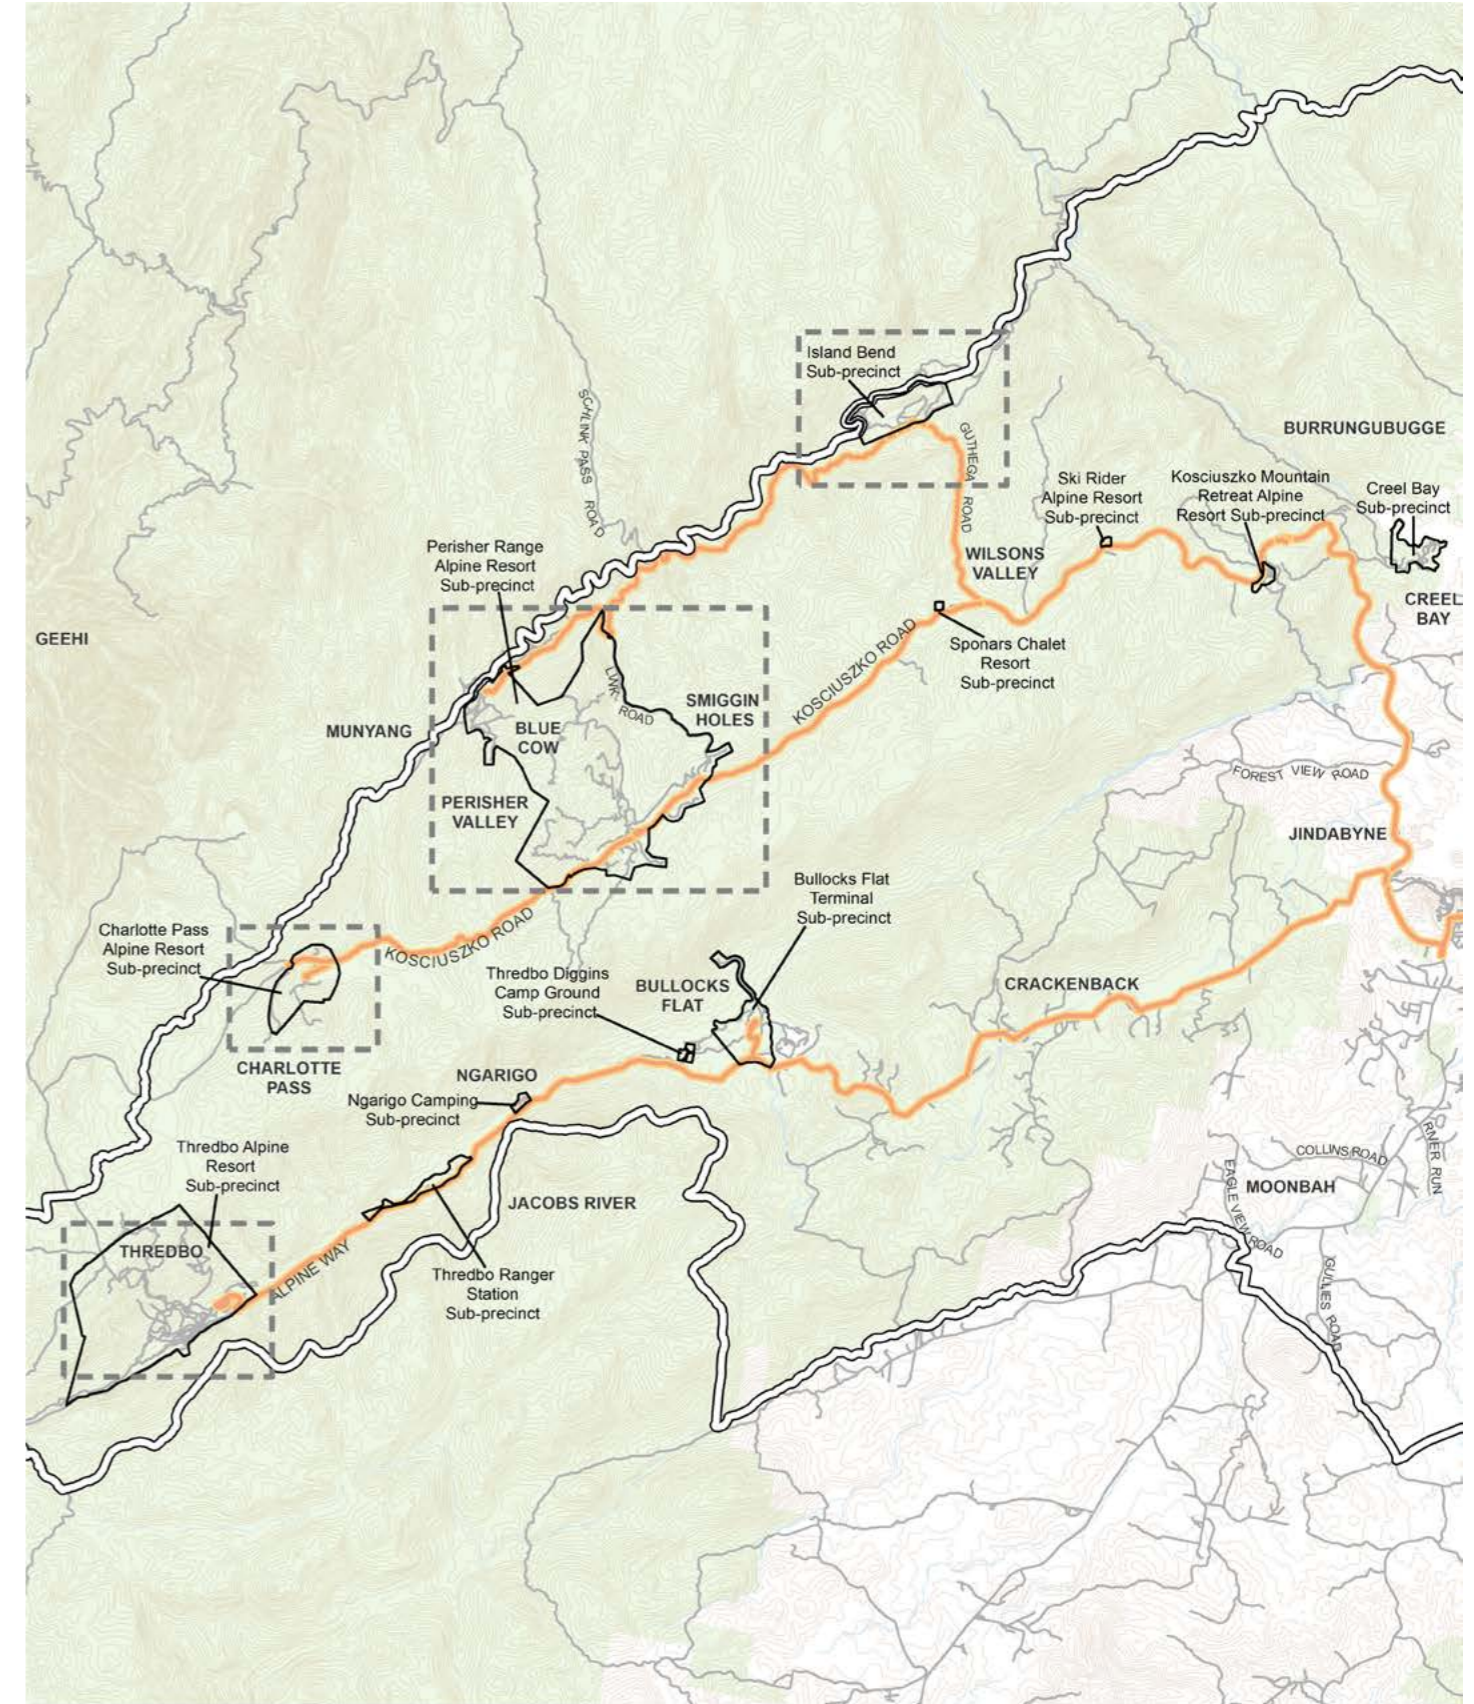 Island Bend
Sub-precinct
SCHLINK PASS ROAD
GUTHEGA ROAD
BURRUNGUBUGGE
Ski Rider
Alpine Resort
Sub-precinct
Kosciuszko Mountain
Retreat Alpine
Resort Sub-precinct
Creel Bay
Sub-precinct
Perisher Range
Alpine Resort
Sub-precinct
WILSONS
VALLEY
CREEL
BAY
GEEHI
Sponars Chalet
Resort
Sub-precinct
KOSCIUSZKO ROAD
LINK ROAD
SMIGGIN
HOLES
MUNYANG
BLUE
COW
PERISHER
VALLEY
FOREST VIEW ROAD
JINDABYNE
Bullocks Flat
Terminal
Sub-precinct
Charlotte Pass
Alpine Resort
Sub-precinct
KOSCIUSZKO ROAD
Thredbo Diggins
Camp Ground
Sub-precinct
BULLOCKS
FLAT
CRACKENBACK
CHARLOTTE
PASS
NGARIGO
Ngarigo Camping
Sub-precinct
Thredbo Alpine
Resort
Sub-precinct
COLLINS ROAD
RNER RUN
EAGLE VIEW ROAD
MOONBAH
JACOBS RIVER
THREDBO
ALPINE WAY
Thredbo Ranger
Station
Sub-precinct
GULLIES ROAD